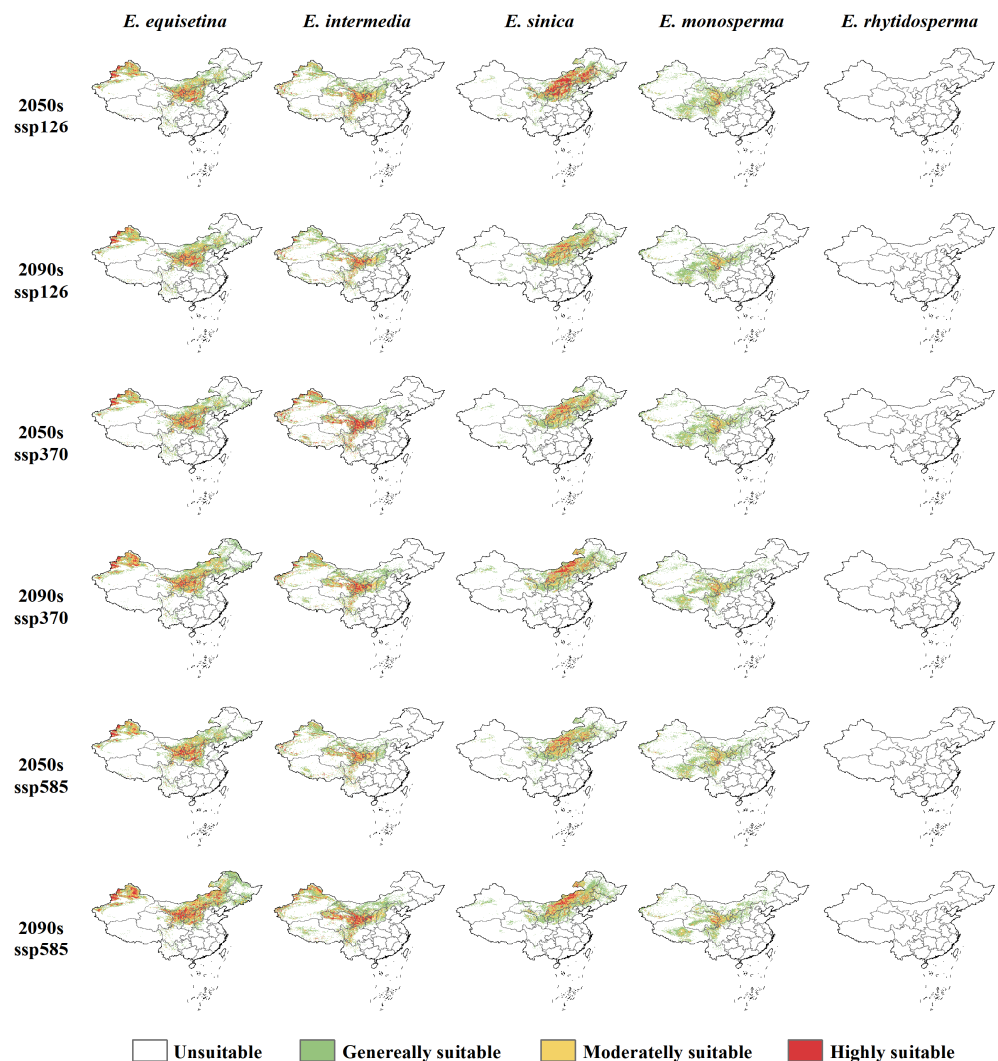 E. equisetina E. intermedia E. sinica E. monosperma E. rhytidosperma
2050s
ssp126
2090s
ssp126
2050s
ssp370
2090s
ssp370
2050s
ssp585
2090s
ssp585
Unsuitable Genereally suitable Moderatelly suitable Highly suitable